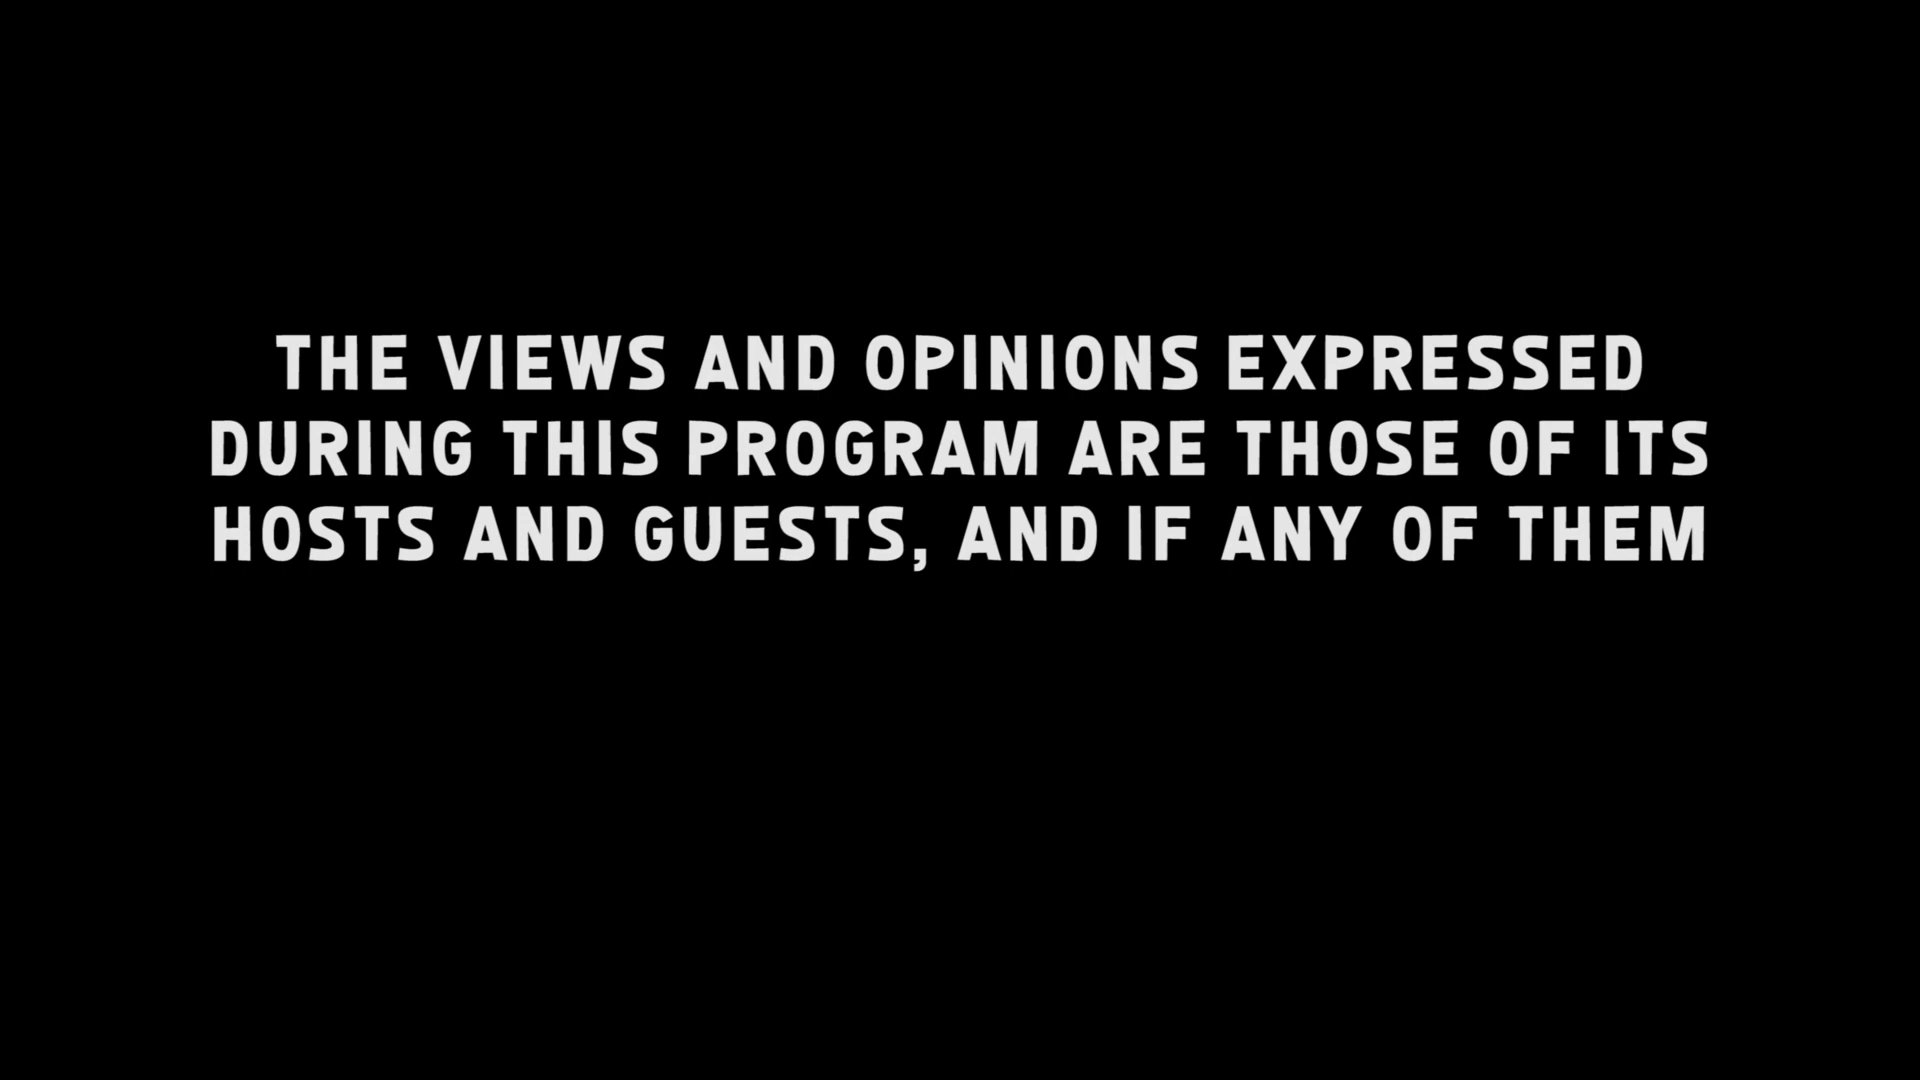 THE VIEWS AND OPINIONS EXPRESSED
DURING THIS PROGRAM ARE THOSE OF ITS
HOSTS AND GUESTS, AND IF ANY OF THEM